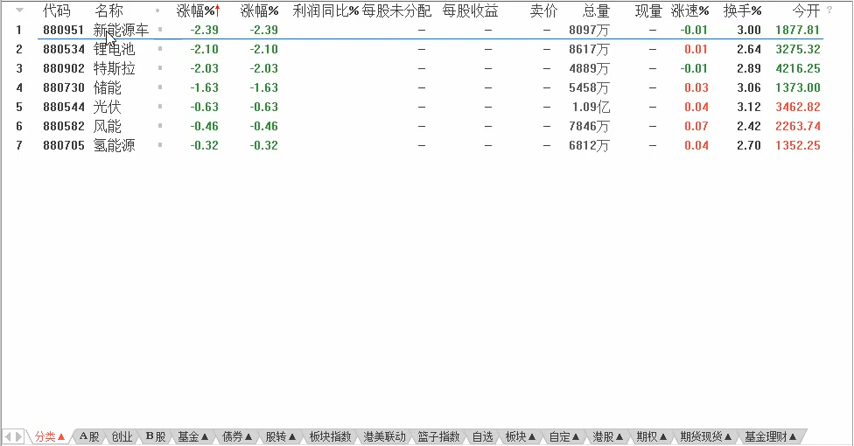 代码 名称 涨幅%↑ 涨幅% 利润同比% 每股未分配 每股收益 卖价 总量 现量 涨速% 换手% 今开 ?
1 880951 新能源车 -2.39 -2.39 – – – 8097万 – -0.01 3.00 1877.81
2 880534 锂电池 -2.10 -2.10 – – – 8617万 – 0.01 2.64 3275.32
3 880902 特斯拉 -2.03 -2.03 – – – 4889万 – -0.01 2.89 4216.25
4 880730 储能 -1.63 -1.63 – – – 5458万 – 0.03 3.06 1373.00
5 880544 光伏 -0.63 -0.63 – – – 1.09亿 – 0.04 3.12 3462.82
6 880582 风能 -0.46 -0.46 – – – 7846万 – 0.07 2.42 2263.74
7 880705 氢能源 -0.32 -0.32 – – – 6812万 – 0.04 2.70 1352.25
分类▲ A股 创业 B股 基金▲ 债券▲ 股转▲ 板块指数 港美联动 篮子指数 自选 板块▲ 自定▲ 港股▲ 期权▲ 期货现货▲ 基金理财▲